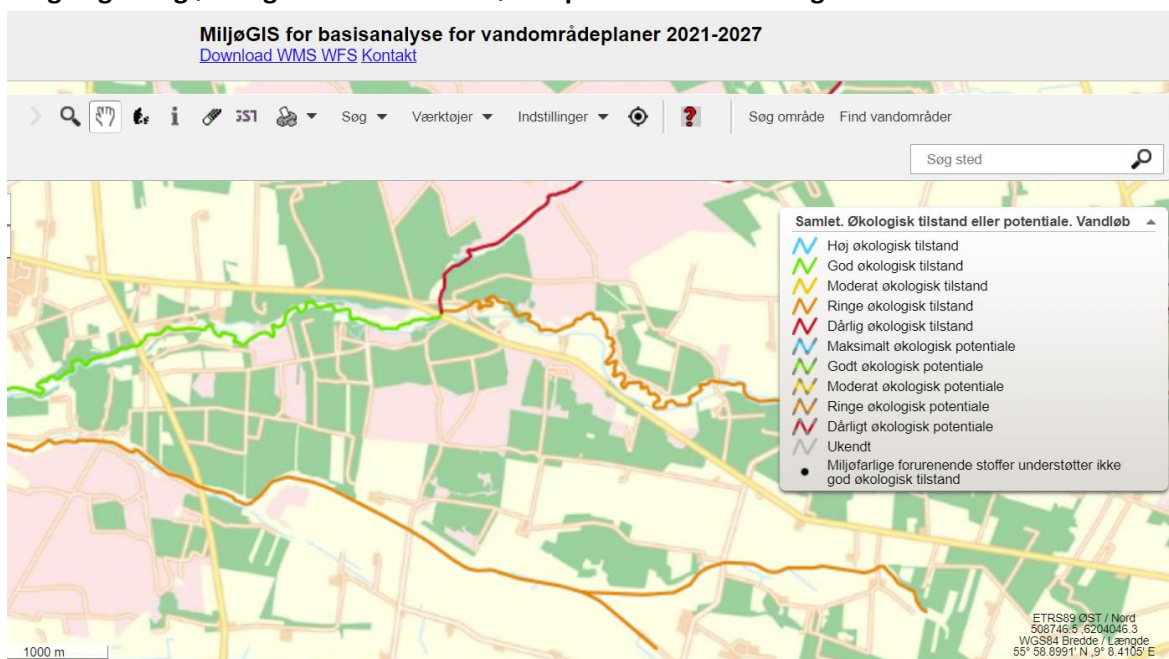 MiljøGIS for basisanalyse for vandområdeplaner 2021-2027
Download WMS WFS Kontakt
Søg Værktøjer Indstillinger ? Søg område Find vandområder
Søg sted
Samlet. Økologisk tilstand eller potentiale. Vandløb
Høj økologisk tilstand
God økologisk tilstand
Moderat økologisk tilstand
Ringe økologisk tilstand
Dårlig økologisk tilstand
Maksimalt økologisk potentiale
Godt økologisk potentiale
Moderat økologisk potentiale
Ringe økologisk potentiale
Dårligt økologisk potentiale
Ukendt
Miljøfarlige forurenende stoffer understøtter ikke
god økologisk tilstand
ETRS89 ØST / Nord
508746.5 ,6204046.3
WGS84 Bredde / Længde
55° 58.8991' N ,9° 8.4105' E
1000 m